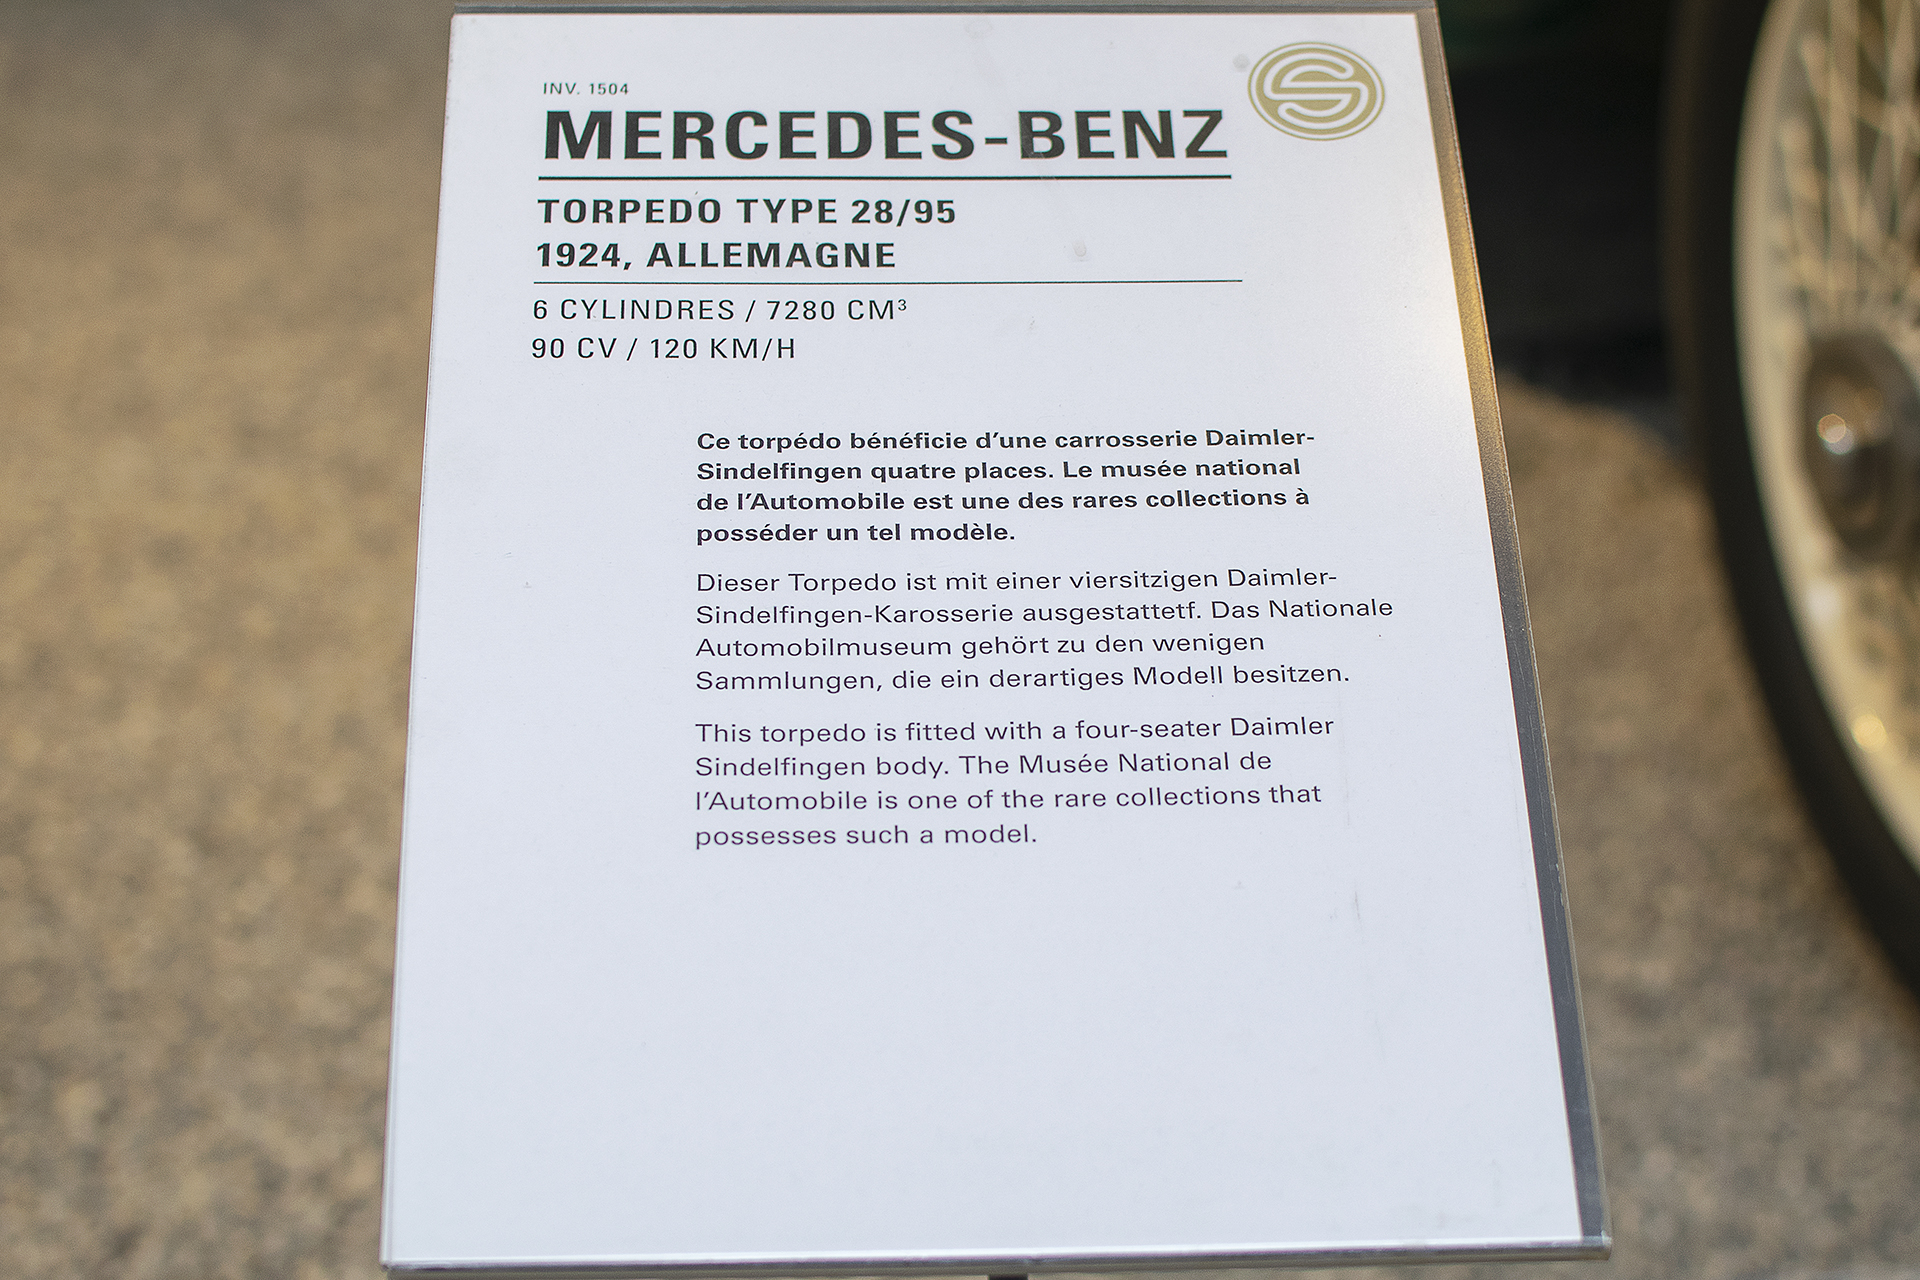 INV. 1504
MERCEDES-BENZ
TORPEDO TYPE 28/95
1924, ALLEMAGNE
6 CYLINDRES / 7280 CM³
90 CV / 120 KM/H
Ce torpédo bénéficie d'une carrosserie Daimler-
Sindelfingen quatre places. Le musée national
de l'Automobile est une des rares collections à
posséder un tel modèle.
Dieser Torpedo ist mit einer viersitzigen Daimler-
Sindelfingen-Karosserie ausgestattetf. Das Nationale
Automobilmuseum gehört zu den wenigen
Sammlungen, die ein derartiges Modell besitzen.
This torpedo is fitted with a four-seater Daimler
Sindelfingen body. The Musée National de
l'Automobile is one of the rare collections that
possesses such a model.